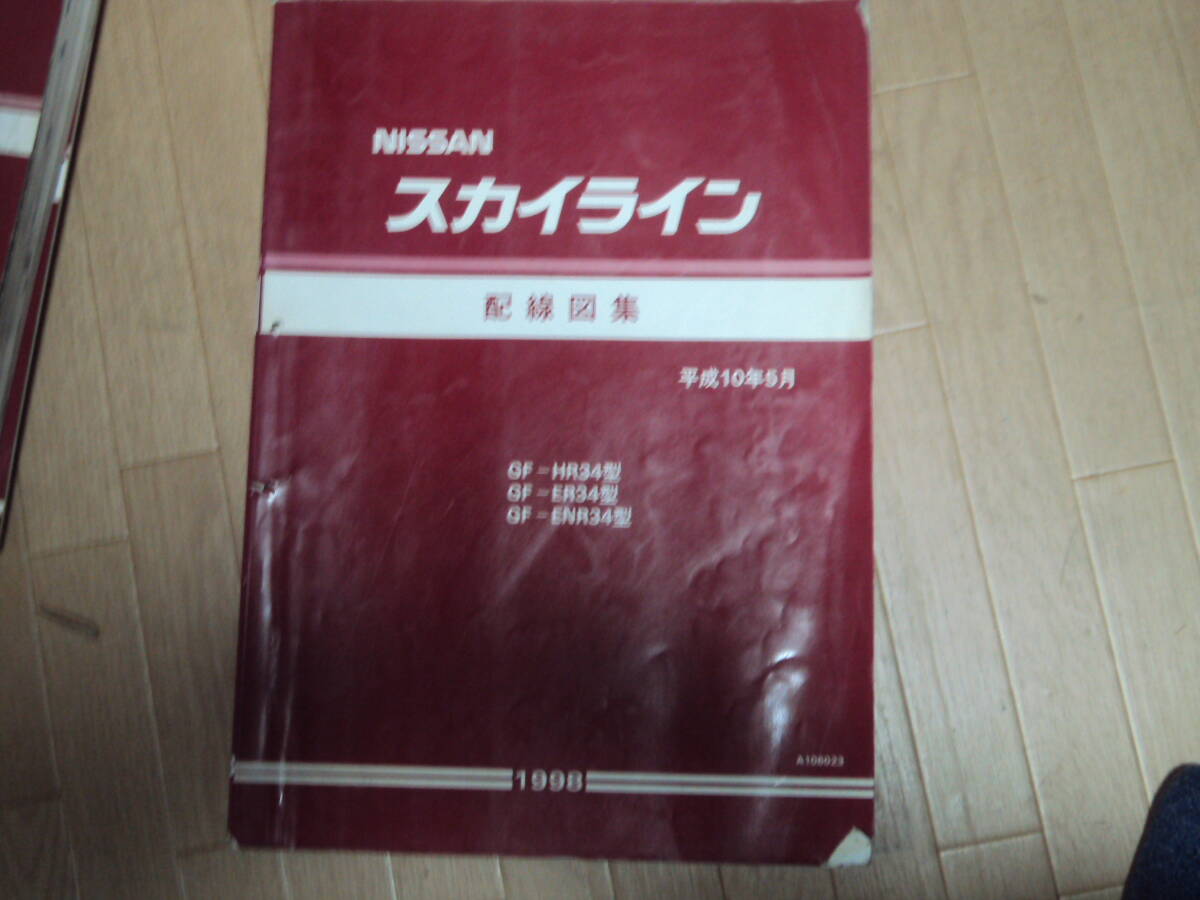 NISSAN
スカイライン
配線図集
平成10年5月
GF-HR34型
GF-ER34型
GF-ENR34型
A106023
1998